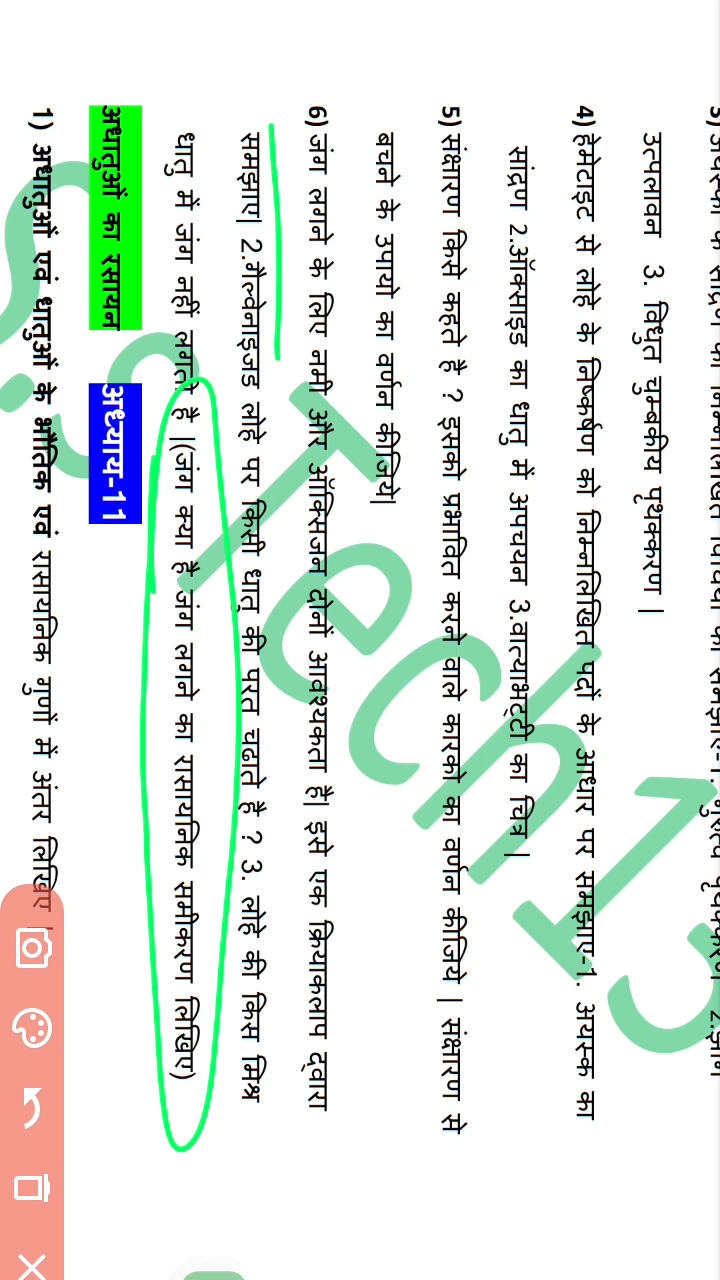 उत्पलावन 3. विधुत चुम्बकीय पृथक्करण |
4) हेमेटाइट से लोहे के निष्कर्षण को निम्नलिखित पदों के आधार पर समझाए-1. अयस्क का
सांद्रण 2.ऑक्साइड का धातु में अपचयन 3.वात्याभट्टी का चित्र |
5) संक्षारण किसे कहते है ? इसको प्रभावित करने वाले कारको का वर्णन कीजिये | संक्षारण से
बचने के उपायो का वर्णन कीजिये|
6) जंग लगने के लिए नमी और ऑक्सिजन दोनों आवश्यकता है| इसे एक क्रियाकलाप द्वारा
समझाए| 2.गैल्वेनाइजड लोहे पर किसी धातु की परत चढाते है ? 3. लोहे की किस मिश्र
धातु में जंग नहीं लगती है |(जंग क्या है जंग लगने का रासायनिक समीकरण लिखिए)
अधातुओं का रसायन अध्याय-11
1) अधातुओं एवं धातुओं के भौतिक एवं रासायनिक गुणों में अंतर लिखिए |
S.S Tech13